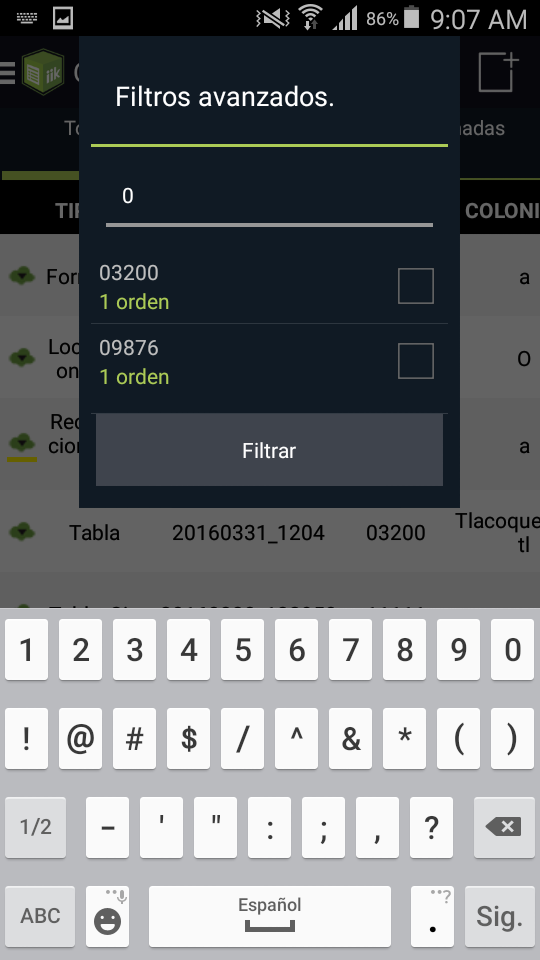 86% 9:07 AM
iik
Filtros avanzados.
nadas
TI
COLONI
0
03200
1 orden
09876
1 orden
Filtrar
For
a
Loc
on
O
Rec
cion
a
Tabla 20160331_1204 03200 Tlacoque
tl
1 2 3 4 5 6 7 8 9 0
! @ # $ / ^ & * ( )
1/2 - ' " : ; , ?
ABC Español . Sig.